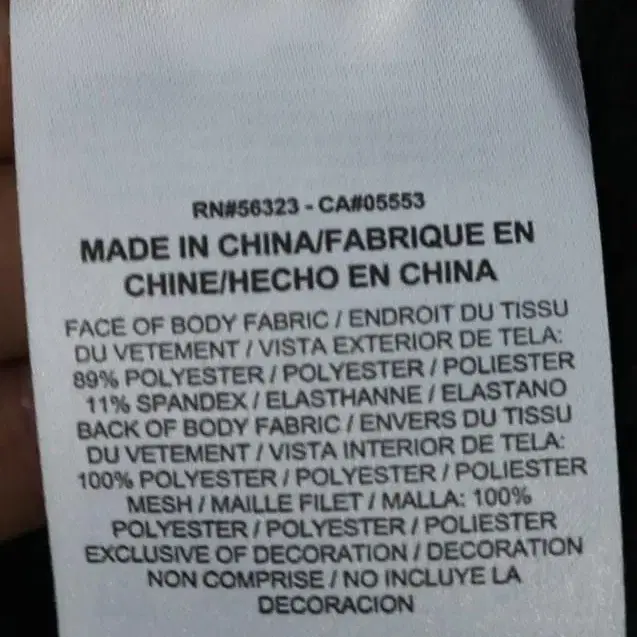 RN#56323 - CA#05553
MADE IN CHINA/FABRIQUE EN
CHINE/HECHO EN CHINA
FACE OF BODY FABRIC / ENDROIT DU TISSU
DU VETEMENT / VISTA EXTERIOR DE TELA:
89% POLYESTER / POLYESTER / POLIESTER
11% SPANDEX / ELASTHANNE / ELASTANO
BACK OF BODY FABRIC / ENVERS DU TISSU
DU VETEMENT / VISTA INTERIOR DE TELA:
100% POLYESTER / POLYESTER / POLIESTER
MESH / MAILLE FILET / MALLA: 100%
POLYESTER / POLYESTER / POLIESTER
EXCLUSIVE OF DECORATION / DECORATION
NON COMPRISE / NO INCLUYE LA
DECORACION